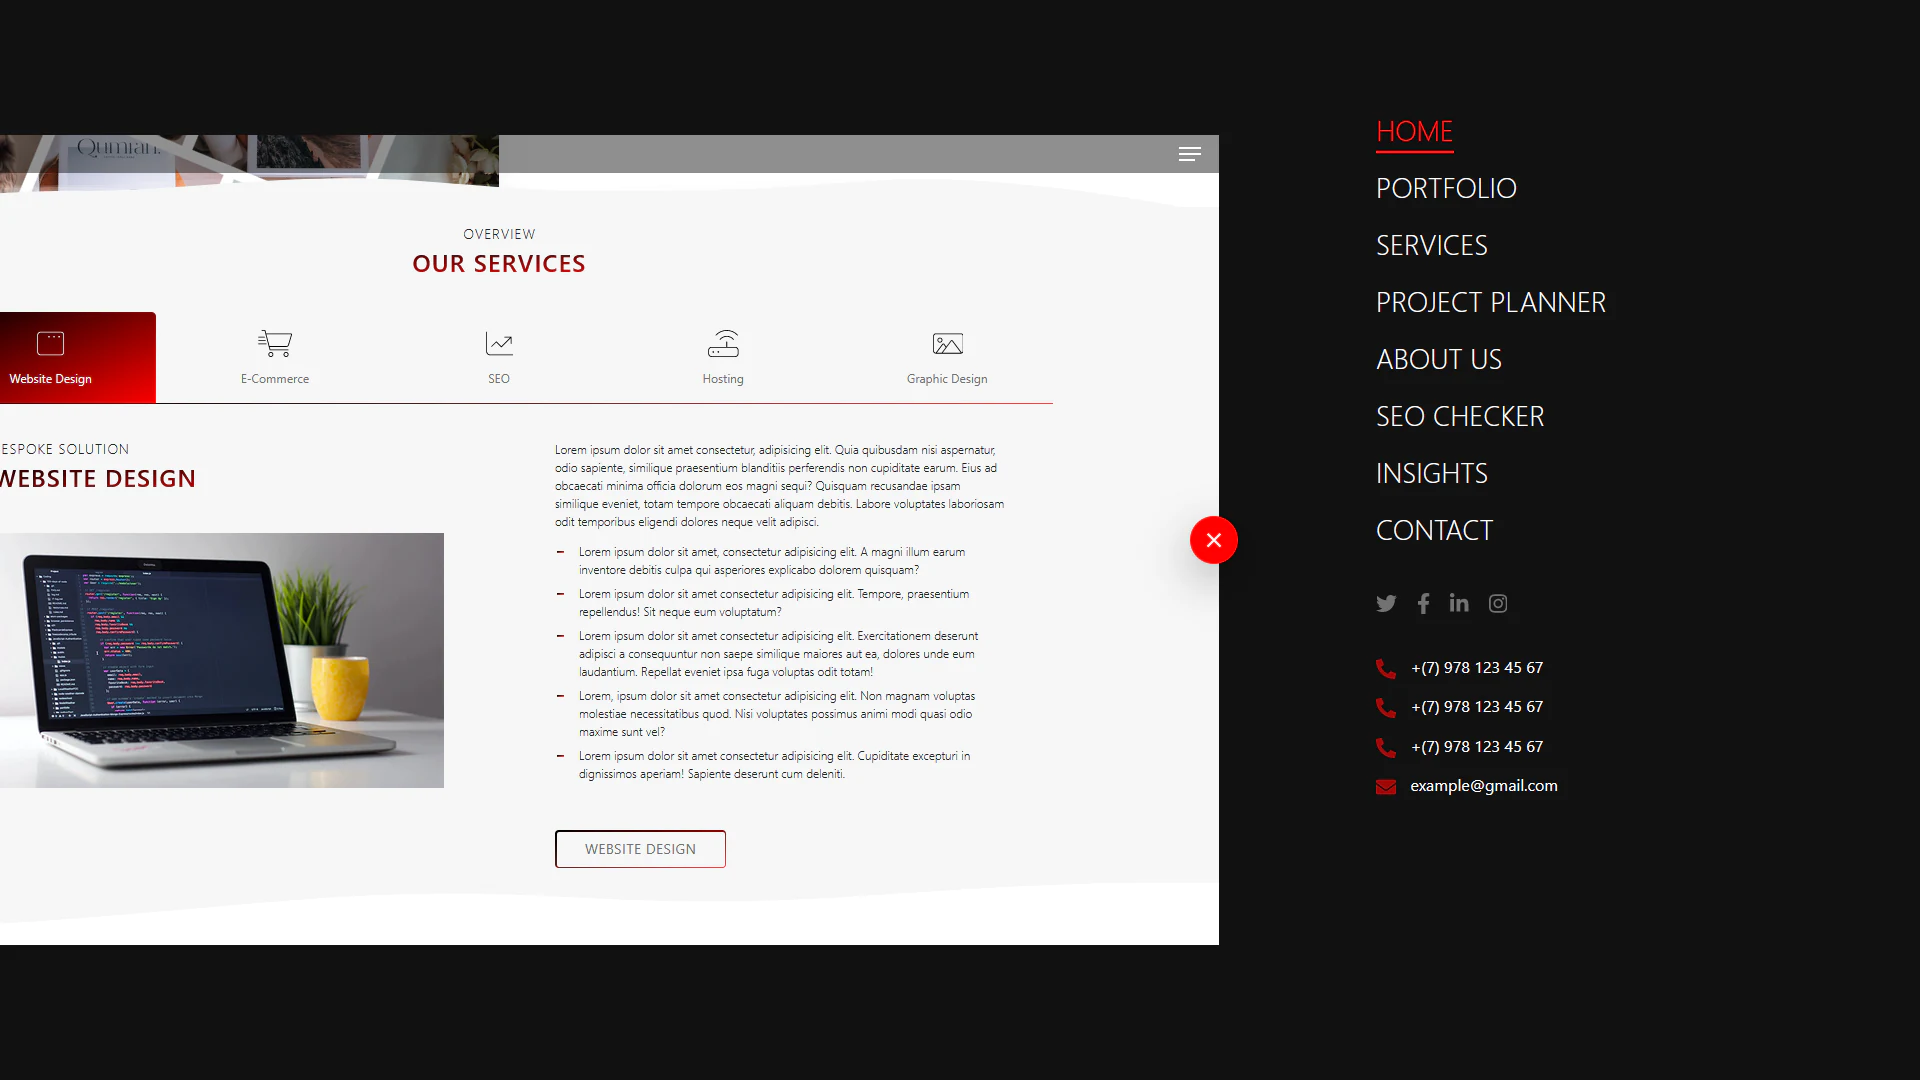 Qumiah.
OVERVIEW
OUR SERVICES
Website Design
E-Commerce
SEO
Hosting
Graphic Design
ESPOKE SOLUTION
WEBSITE DESIGN
Lorem ipsum dolor sit amet consectetur, adipisicing elit. Quia quibusdam nisi aspernatur,
odio sapiente, similique praesentium blanditiis perferendis non cupiditate earum. Eius ad
obcaecati minima officia dolorum eos magni sequi? Quisquam recusandae ipsam
similique eveniet, totam tempore obcaecati aliquam debitis. Labore voluptates laboriosam
odit temporibus eligendi dolores neque velit adipisci.
Lorem ipsum dolor sit amet, consectetur adipisicing elit. A magni illum earum
inventore debitis culpa qui asperiores explicabo dolorem quisquam?
Lorem ipsum dolor sit amet consectetur adipisicing elit. Tempore, praesentium
repellendus! Sit neque eum voluptatum?
Lorem ipsum dolor sit amet consectetur adipisicing elit. Exercitationem deserunt
adipisci a consequuntur non saepe similique maiores aut ea, dolores unde eum
laudantium. Repellat eveniet ipsa fuga voluptas odit totam!
Lorem, ipsum dolor sit amet consectetur adipisicing elit. Non magnam voluptas
molestiae necessitatibus quod. Nisi voluptates possimus animi modi quasi odio
maxime sunt vel?
Lorem ipsum dolor sit amet consectetur adipisicing elit. Cupiditate excepturi in
dignissimos aperiam! Sapiente deserunt cum deleniti.
WEBSITE DESIGN
HOME
PORTFOLIO
SERVICES
PROJECT PLANNER
ABOUT US
SEO CHECKER
INSIGHTS
CONTACT
+(7) 978 123 45 67
+(7) 978 123 45 67
+(7) 978 123 45 67
example@gmail.com